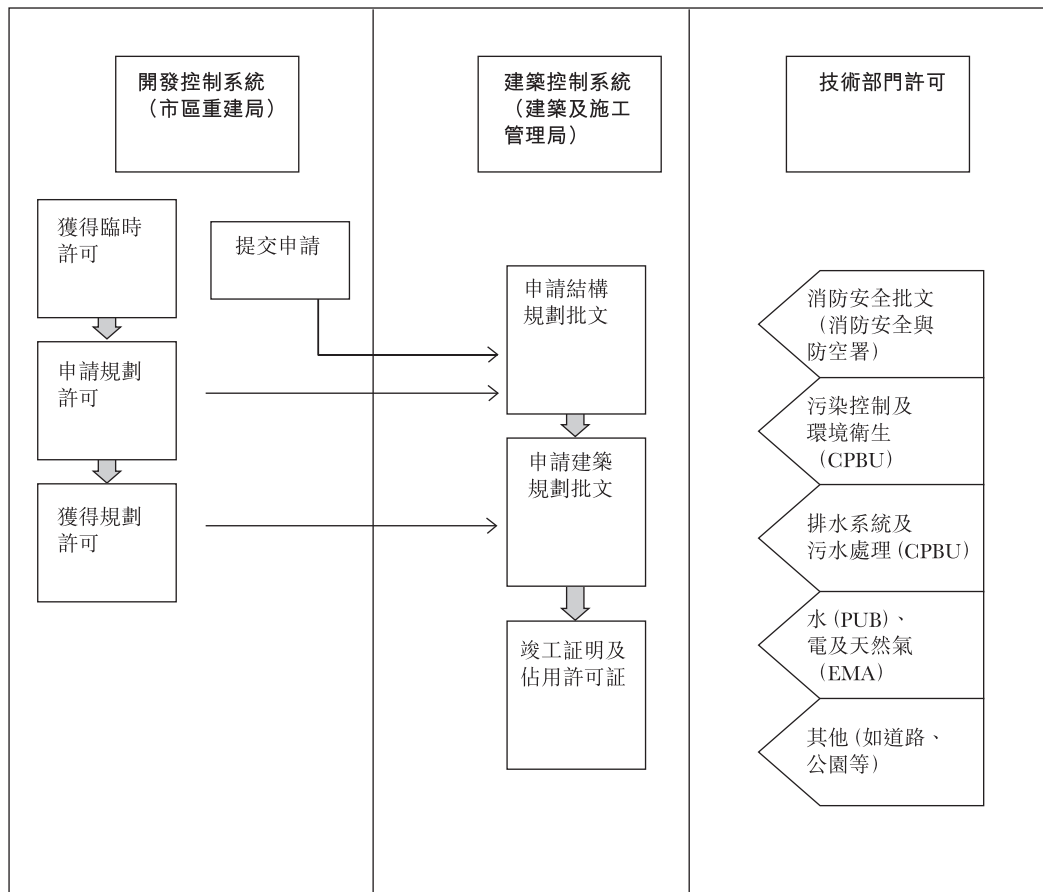 開發控制系統
（市區重建局）
建築控制系統
（建築及施工
管理局）
技術部門許可
獲得臨時
許可
提交申請
申請規劃
許可
獲得規劃
許可
申請結構
規劃批文
申請建築
規劃批文
竣工証明及
佔用許可証
消防安全批文
（消防安全與
防空署）
污染控制及
環境衛生
(CPBU)
排水系統及
污水處理 (CPBU)
水 (PUB)、
電及天然氣
(EMA)
其他 (如道路、
公園等)